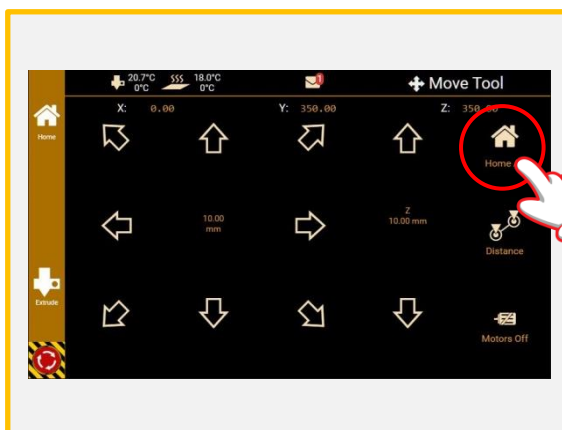 20.7°C
0°C
18.0°C
0°C
1
Move Tool
X: 0.00
Y: 350.00
Z: 350.00
Home
Home
10.00
mm
Z
10.00 mm
Distance
Extrude
Motors Off